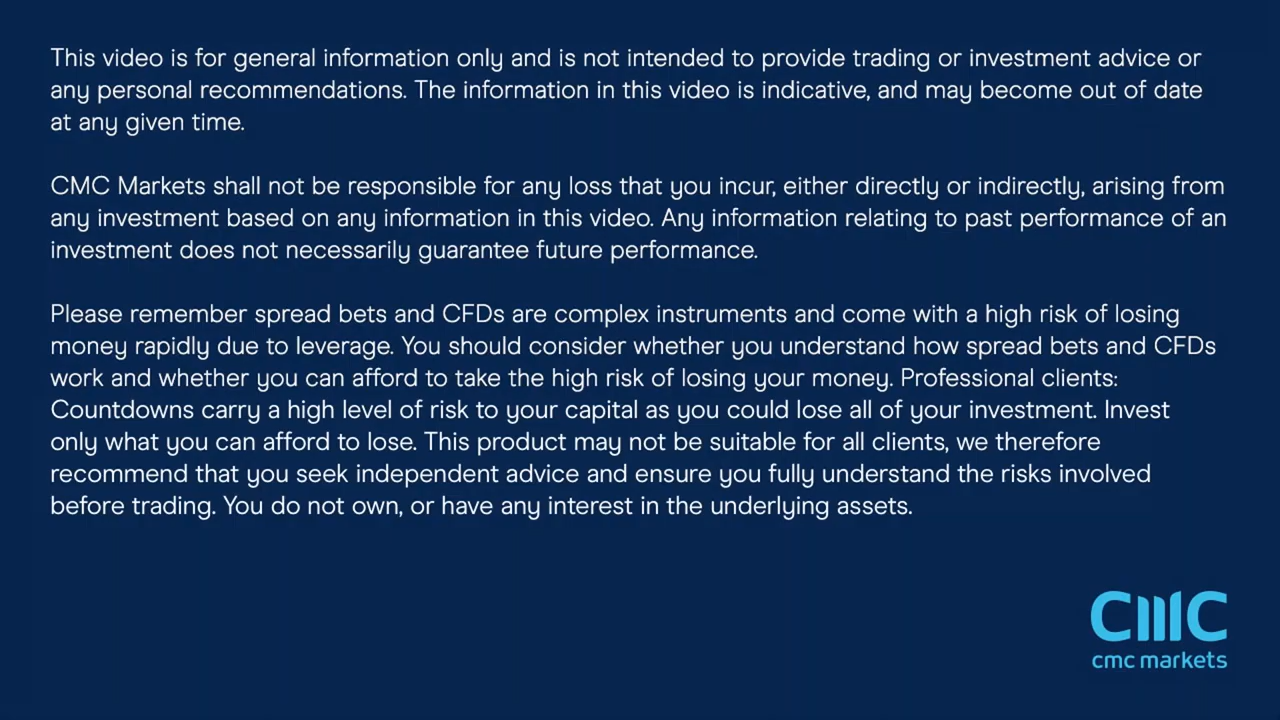 This video is for general information only and is not intended to provide trading or investment advice or
any personal recommendations. The information in this video is indicative, and may become out of date
at any given time.
CMC Markets shall not be responsible for any loss that you incur, either directly or indirectly, arising from
any investment based on any information in this video. Any information relating to past performance of an
investment does not necessarily guarantee future performance.
Please remember spread bets and CFDs are complex instruments and come with a high risk of losing
money rapidly due to leverage. You should consider whether you understand how spread bets and CFDs
work and whether you can afford to take the high risk of losing your money. Professional clients:
Countdowns carry a high level of risk to your capital as you could lose all of your investment. Invest
only what you can afford to lose. This product may not be suitable for all clients, we therefore
recommend that you seek independent advice and ensure you fully understand the risks involved
before trading. You do not own, or have any interest in the underlying assets.
CMC
cmc markets